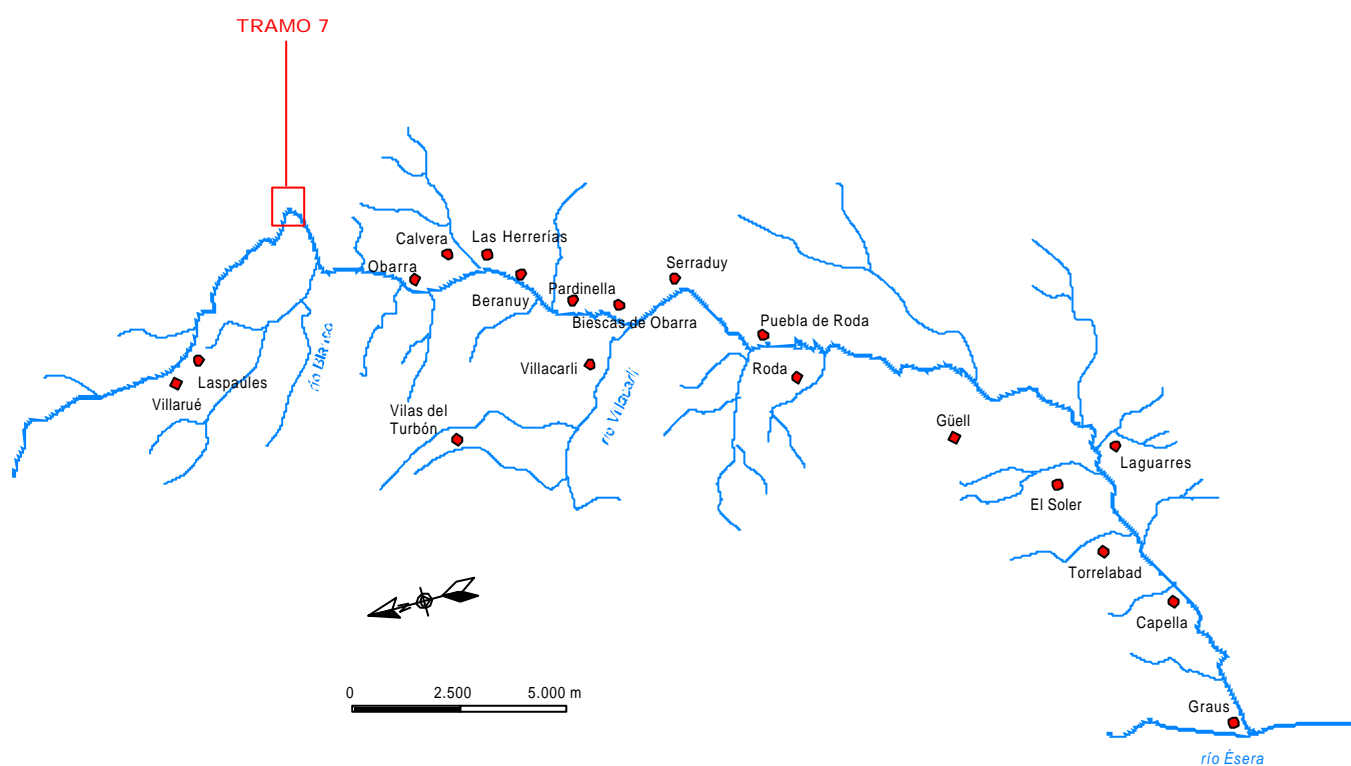 TRAMO 7
Calvera
Las Herrerías
Obarra
Serraduy
Pardinella
Beranuy
Biescas de Obarra
Puebla de Roda
río Blanco
Villacarli
Roda
Laspaúles
Villarué
Vilas del
Turbón
río Villacarli
Güell
Laguarres
El Soler
Torrelabad
Capella
N
0 2.500 5.000 m
Graus
río Ésera